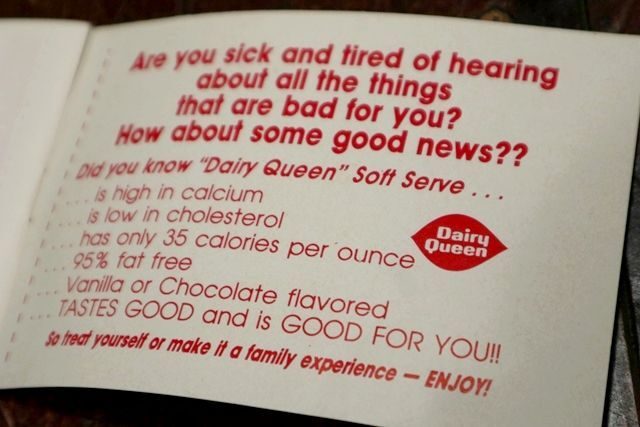 Are you sick and tired of hearing
about all the things
that are bad for you?
How about some good news??
Did you know "Dairy Queen" Soft Serve . . .
. . . is high in calcium
. . . is low in cholesterol
. . . has only 35 calories per ounce
. . . 95% fat free
. . . Vanilla or Chocolate flavored
. . . TASTES GOOD and is GOOD FOR YOU!!
So treat yourself or make it a family experience — ENJOY!
Dairy
Queen